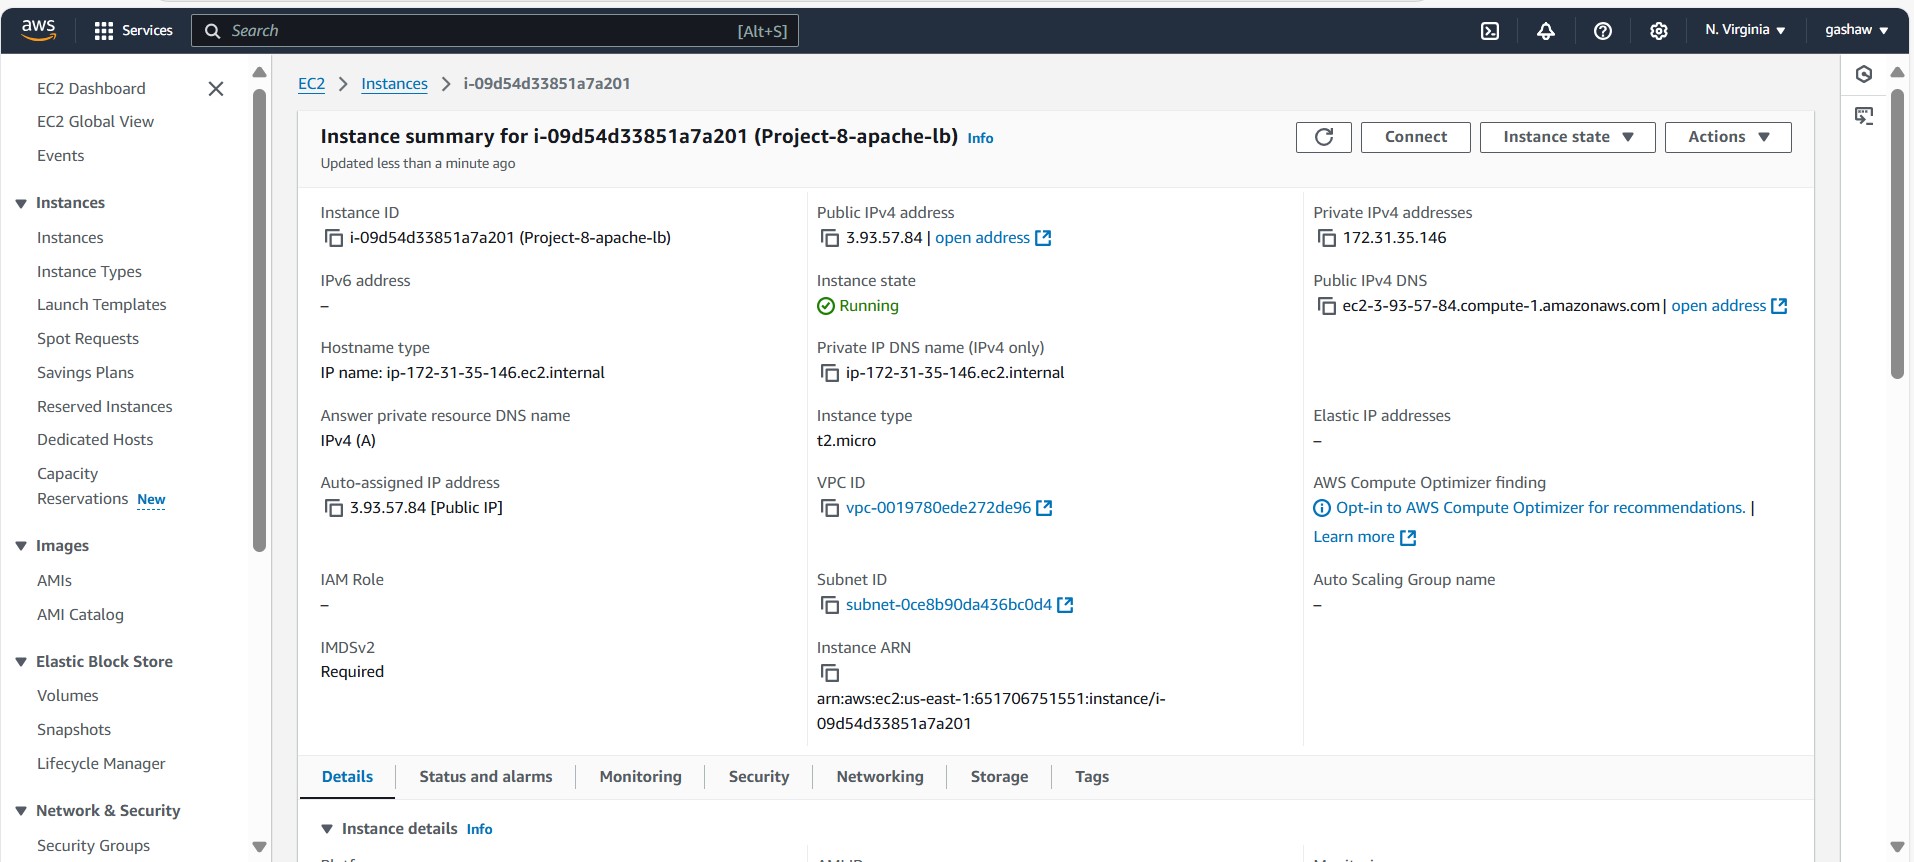 aws
Services
Search
[Alt+S]
N. Virginia
gashaw
EC2 Dashboard
EC2 Global View
Events
Instances
Instances
Instance Types
Launch Templates
Spot Requests
Savings Plans
Reserved Instances
Dedicated Hosts
Capacity
Reservations New
Images
AMIs
AMI Catalog
Elastic Block Store
Volumes
Snapshots
Lifecycle Manager
Network & Security
Security Groups
EC2 > Instances > i-09d54d33851a7a201
Instance summary for i-09d54d33851a7a201 (Project-8-apache-lb) Info
Updated less than a minute ago
Connect
Instance state
Actions
Instance ID
i-09d54d33851a7a201 (Project-8-apache-lb)
Public IPv4 address
3.93.57.84 | open address
Private IPv4 addresses
172.31.35.146
IPv6 address
–
Instance state
Running
Public IPv4 DNS
ec2-3-93-57-84.compute-1.amazonaws.com | open address
Hostname type
IP name: ip-172-31-35-146.ec2.internal
Private IP DNS name (IPv4 only)
ip-172-31-35-146.ec2.internal
Answer private resource DNS name
IPv4 (A)
Instance type
t2.micro
Elastic IP addresses
–
Auto-assigned IP address
3.93.57.84 [Public IP]
VPC ID
vpc-0019780ede272de96
AWS Compute Optimizer finding
Opt-in to AWS Compute Optimizer for recommendations. |
Learn more
IAM Role
–
Subnet ID
subnet-0ce8b90da436bc0d4
Auto Scaling Group name
–
IMDSv2
Required
Instance ARN
arn:aws:ec2:us-east-1:651706751551:instance/i-
09d54d33851a7a201
Details
Status and alarms
Monitoring
Security
Networking
Storage
Tags
Instance details Info